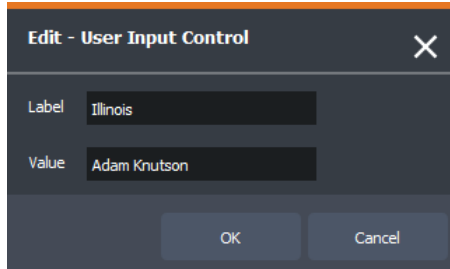 Edit - User Input Control
Label Illinois
Value Adam Knutson
OK Cancel